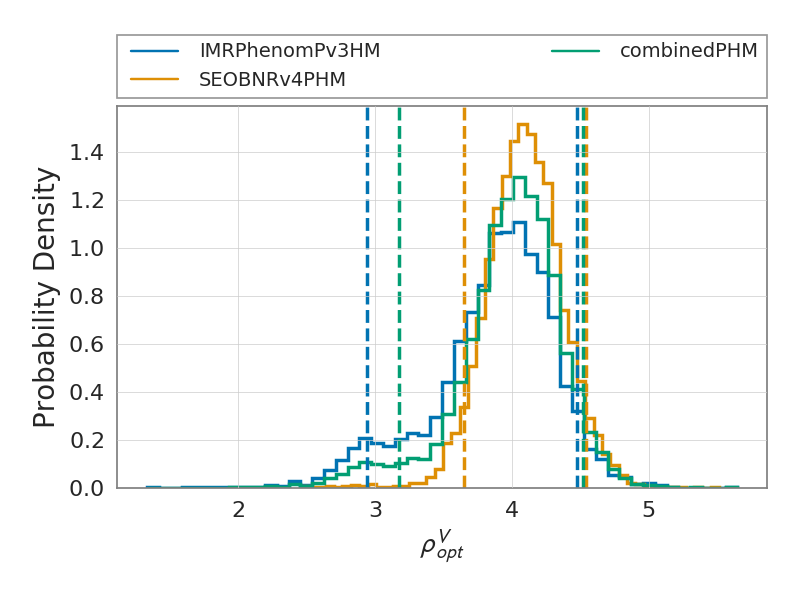 IMRPhenomPv3HM
SEOBNRv4PHM
combinedPHM
Probability Density
1.4
1.2
1.0
0.8
0.6
0.4
0.2
0.0
2 3 4 5
ρ^V_opt